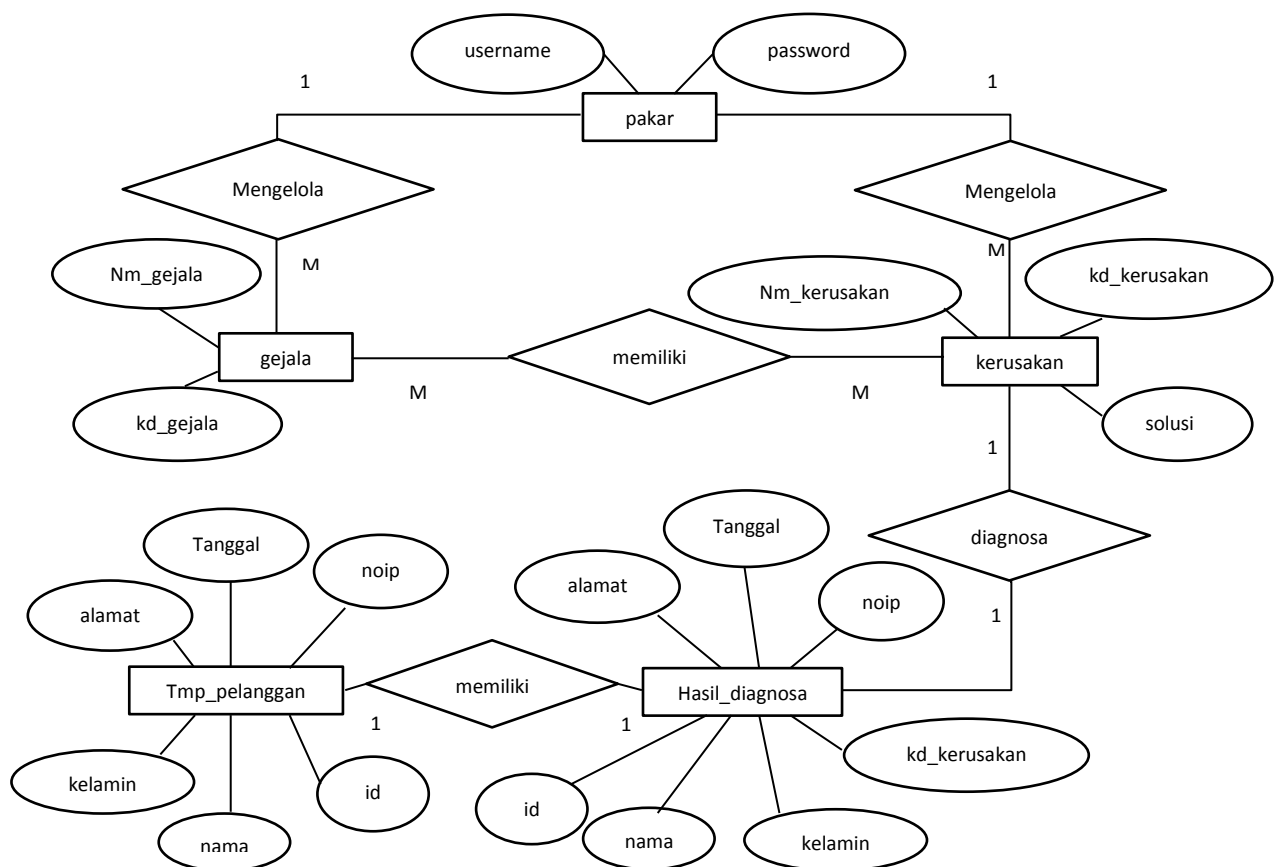 username
password
1
1
pakar
Mengelola
Mengelola
M
M
Nm_gejala
Nm_kerusakan
kd_kerusakan
gejala
memiliki
kerusakan
M
M
kd_gejala
solusi
1
Tanggal
Tanggal
diagnosa
noip
alamat
noip
alamat
1
Tmp_pelanggan
memiliki
Hasil_diagnosa
1
1
kd_kerusakan
kelamin
id
id
nama
nama
kelamin